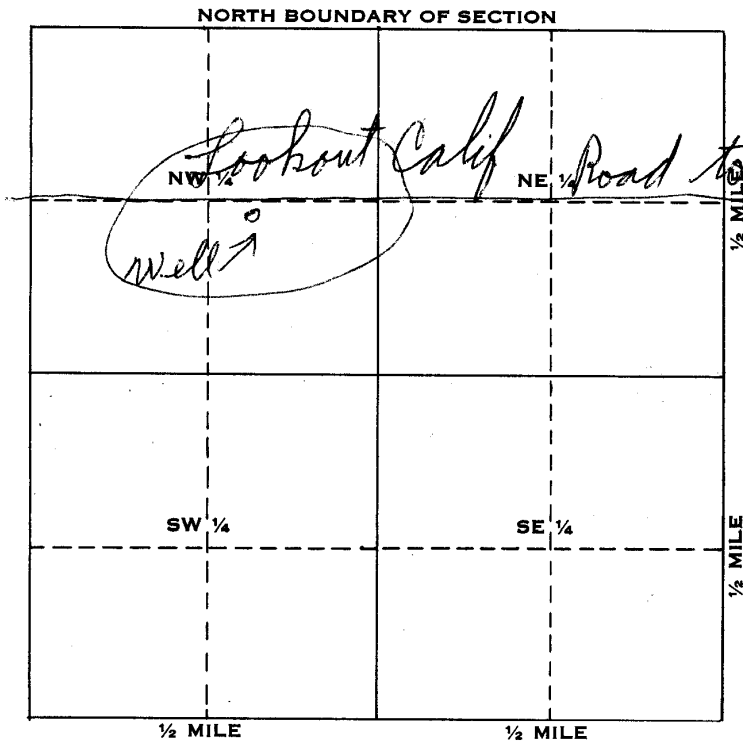 NORTH BOUNDARY OF SECTION
Lookout Calif Road to
NW ¼
NE ¼
½ MILE
Well
SW ¼
SE ¼
½ MILE
½ MILE
½ MILE